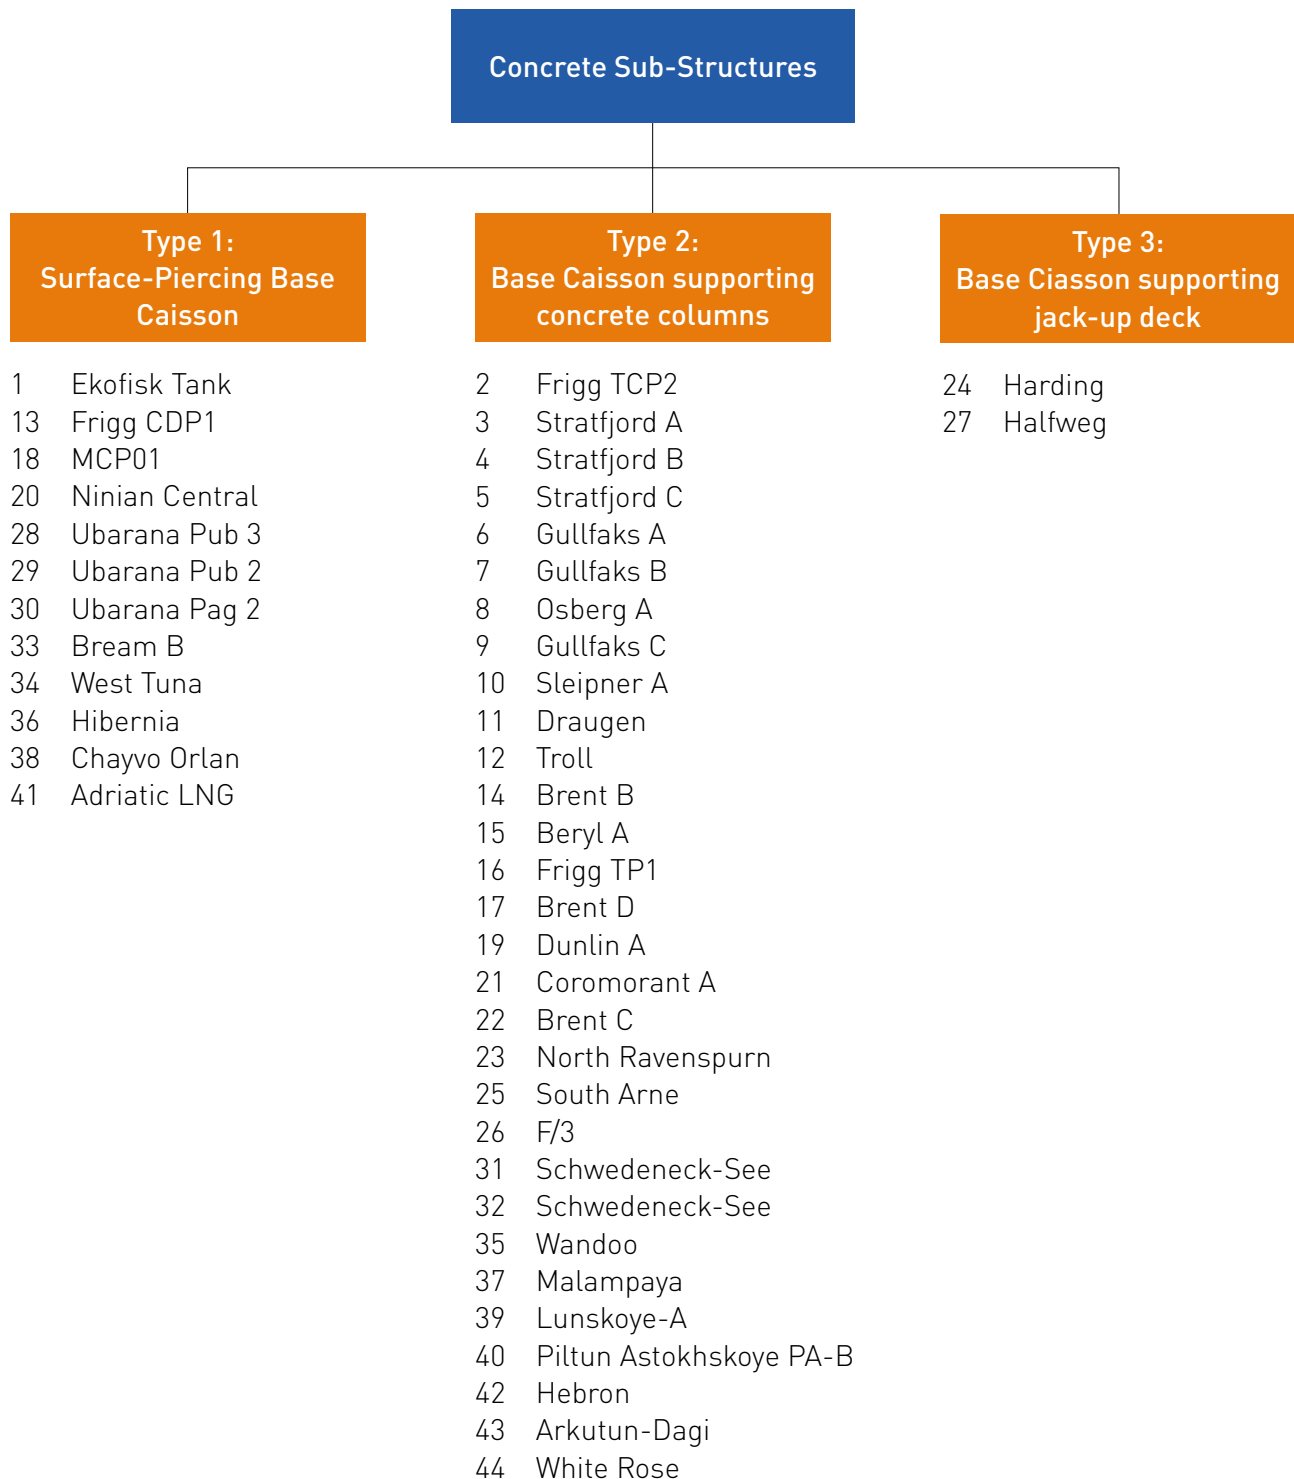 Concrete Sub-Structures
Type 1:
Surface-Piercing Base
Caisson
1 Ekofisk Tank
13 Frigg CDP1
18 MCP01
20 Ninian Central
28 Ubarana Pub 3
29 Ubarana Pub 2
30 Ubarana Pag 2
33 Bream B
34 West Tuna
36 Hibernia
38 Chayvo Orlan
41 Adriatic LNG
Type 2:
Base Caisson supporting
concrete columns
2 Frigg TCP2
3 Stratfjord A
4 Stratfjord B
5 Stratfjord C
6 Gullfaks A
7 Gullfaks B
8 Osberg A
9 Gullfaks C
10 Sleipner A
11 Draugen
12 Troll
14 Brent B
15 Beryl A
16 Frigg TP1
17 Brent D
19 Dunlin A
21 Coromorant A
22 Brent C
23 North Ravenspurn
25 South Arne
26 F/3
31 Schwedeneck-See
32 Schwedeneck-See
35 Wandoo
37 Malampaya
39 Lunskoye-A
40 Piltun Astokhskoye PA-B
42 Hebron
43 Arkutun-Dagi
44 White Rose
Type 3:
Base Ciasson supporting
jack-up deck
24 Harding
27 Halfweg